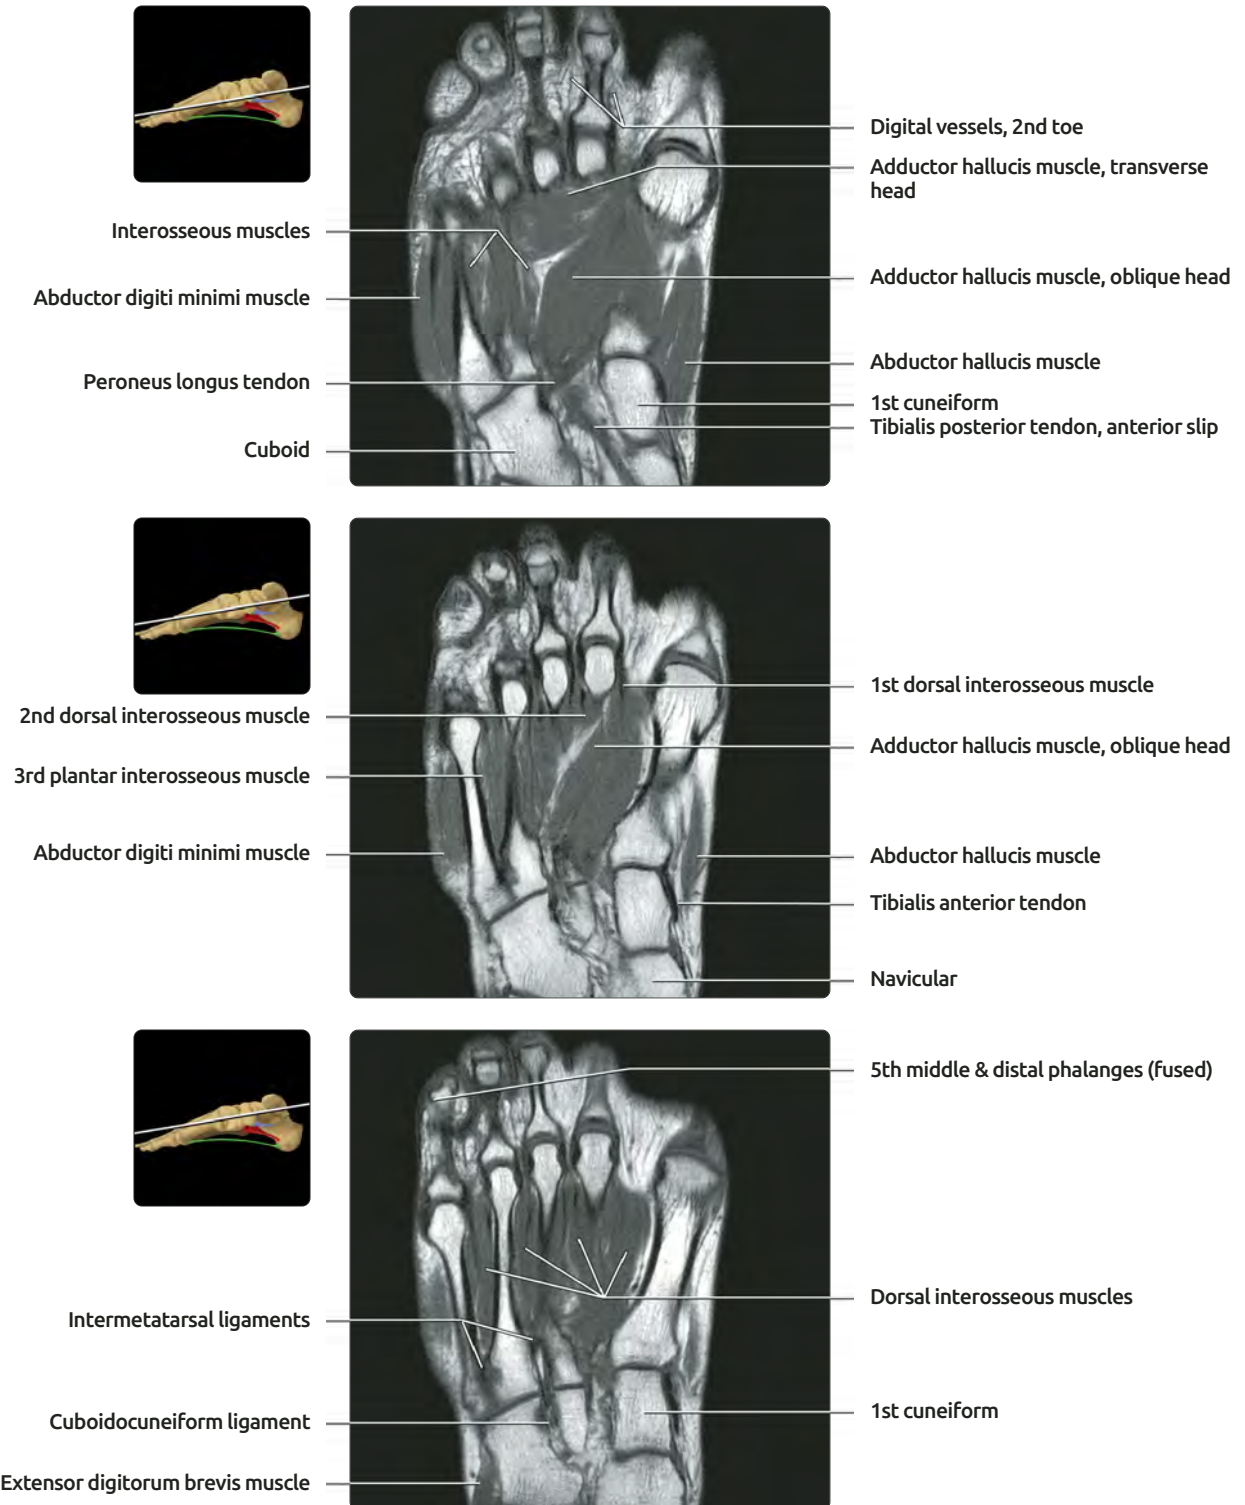 Digital vessels, 2nd toe
Adductor hallucis muscle, transverse
head
Interosseous muscles
Adductor hallucis muscle, oblique head
Abductor digiti minimi muscle
Abductor hallucis muscle
Peroneus longus tendon
1st cuneiform
Tibialis posterior tendon, anterior slip
Cuboid
1st dorsal interosseous muscle
2nd dorsal interosseous muscle
Adductor hallucis muscle, oblique head
3rd plantar interosseous muscle
Abductor digiti minimi muscle
Abductor hallucis muscle
Tibialis anterior tendon
Navicular
5th middle & distal phalanges (fused)
Dorsal interosseous muscles
Intermetatarsal ligaments
1st cuneiform
Cuboidocuneiform ligament
Extensor digitorum brevis muscle